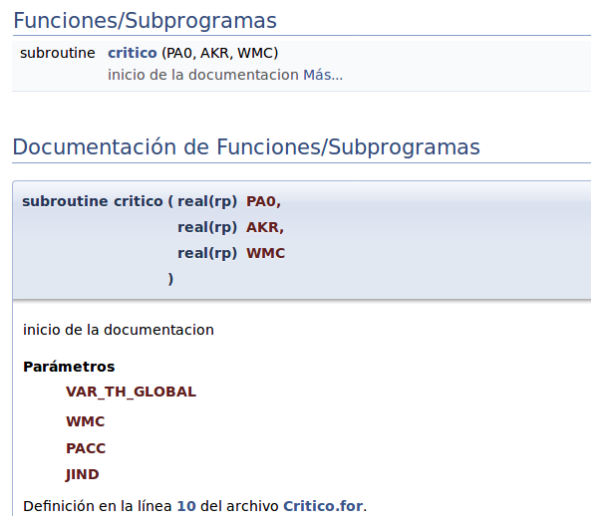 Funciones/Subprogramas
subroutine critico (PA0, AKR, WMC)
inicio de la documentacion Más...
Documentación de Funciones/Subprogramas
subroutine critico ( real(rp) PA0,
real(rp) AKR,
real(rp) WMC
)
inicio de la documentacion
Parámetros
VAR_TH_GLOBAL
WMC
PACC
JIND
Definición en la línea 10 del archivo Critico.for.